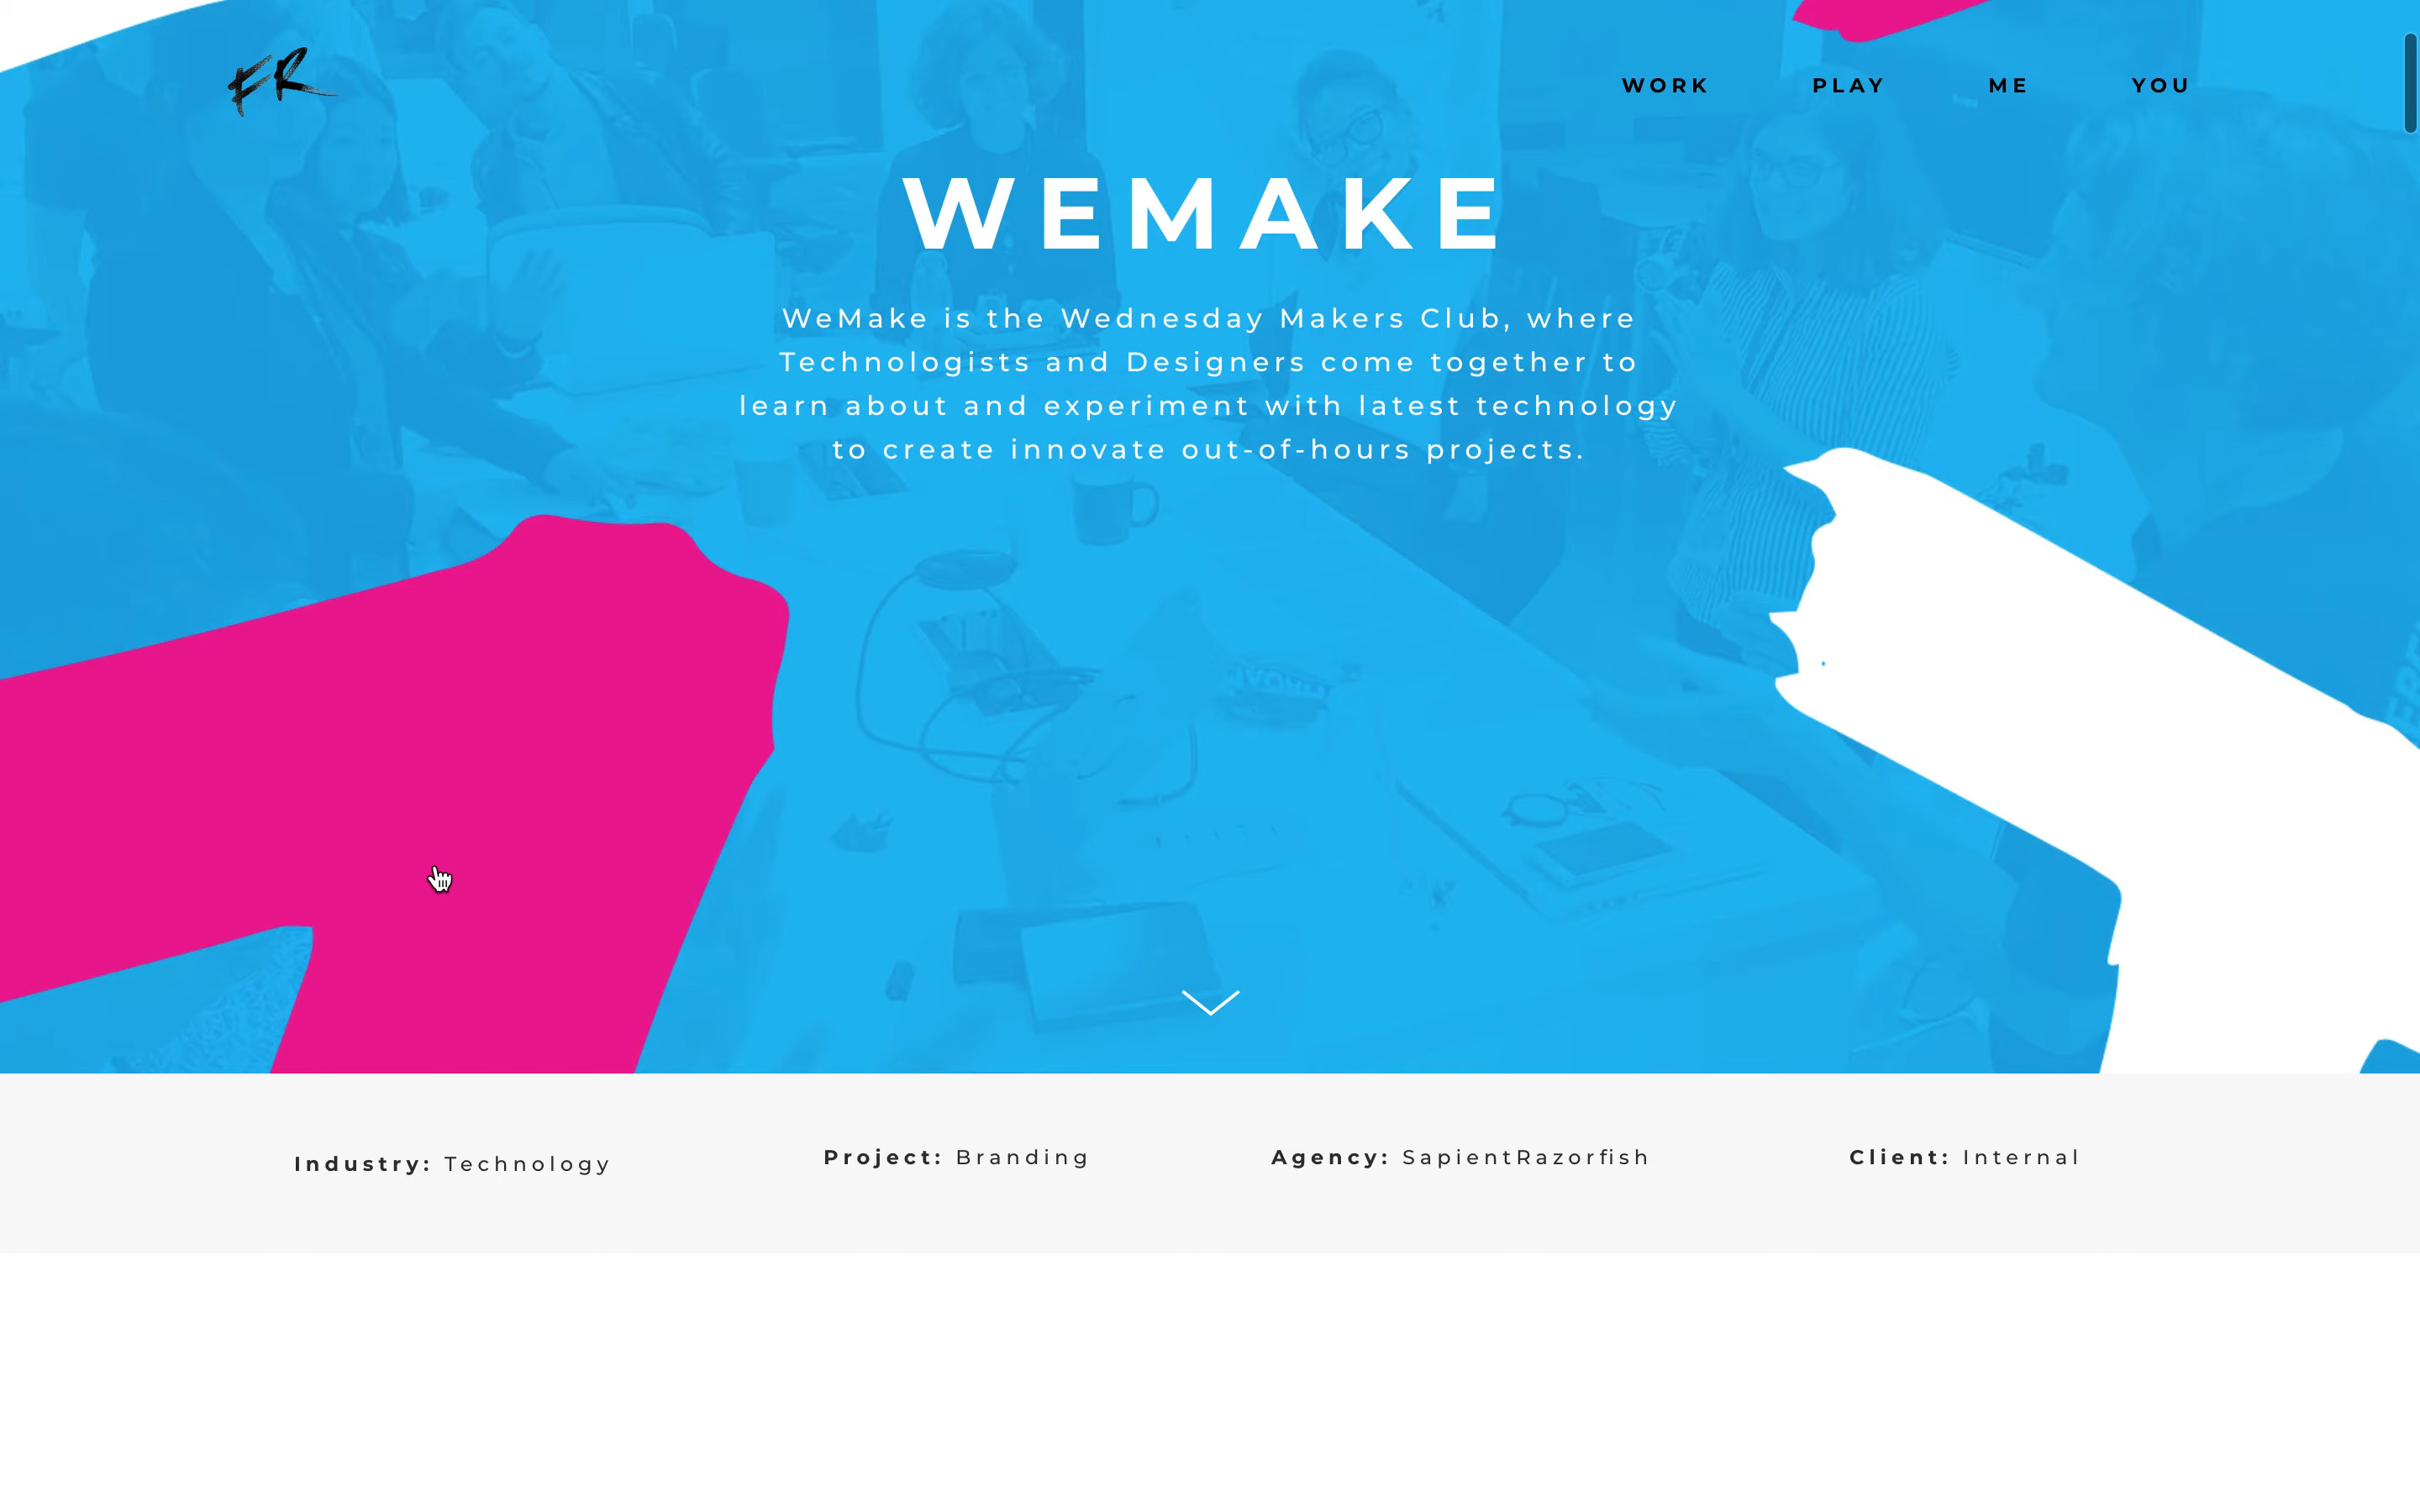 FR
WORK PLAY ME YOU
WEMAKE
WeMake is the Wednesday Makers Club, where
Technologists and Designers come together to
learn about and experiment with latest technology
to create innovate out-of-hours projects.
Industry: Technology Project: Branding Agency: SapientRazorfish Client: Internal